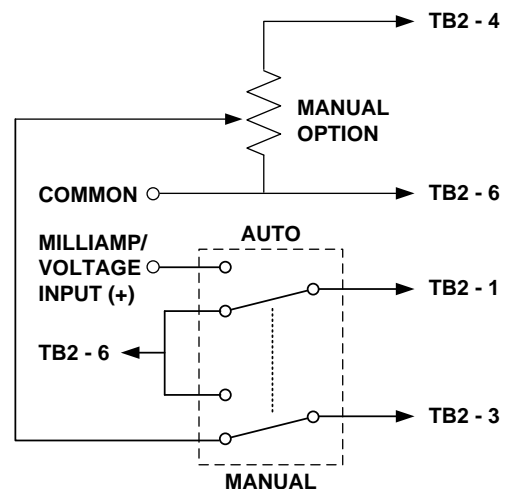 TB2 - 4
MANUAL
OPTION
COMMON
TB2 - 6
AUTO
MILLIAMP/
VOLTAGE
INPUT (+)
TB2 - 1
TB2 - 6
TB2 - 3
MANUAL